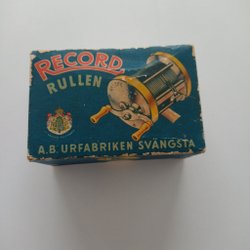 RECORD
RULLEN
A.B. URFABRIKEN SVÄNGSTA